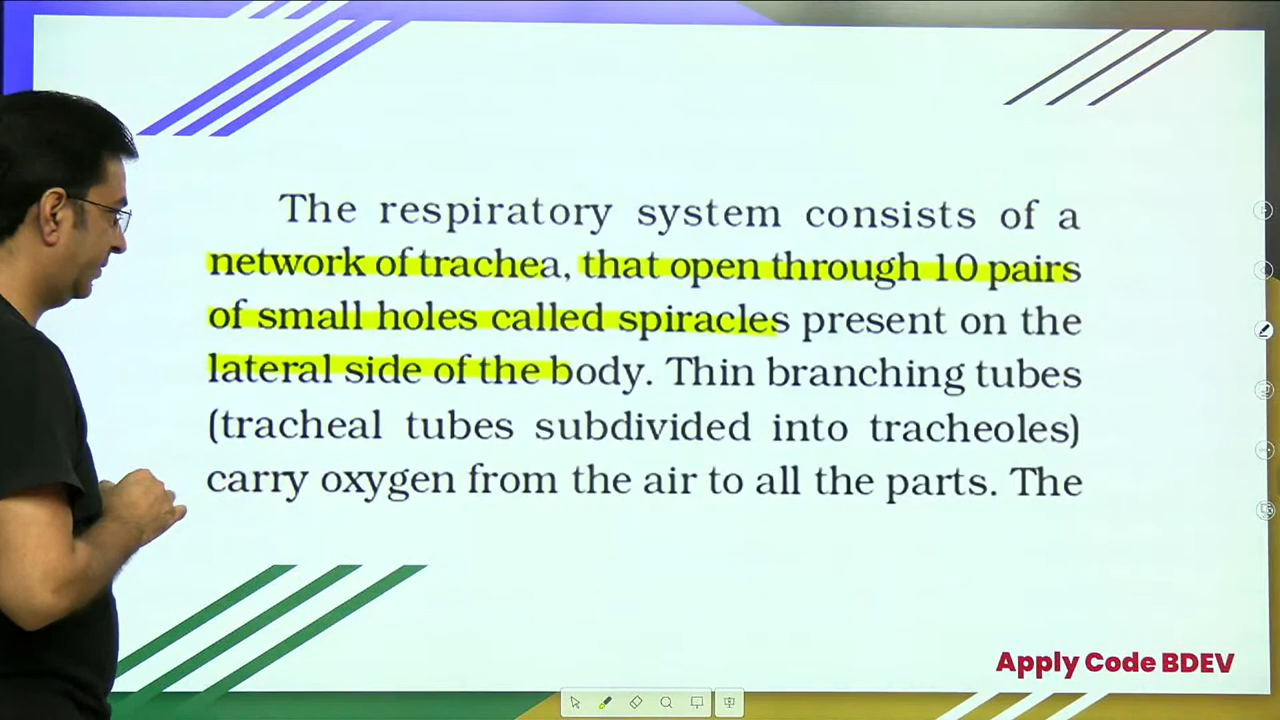 The respiratory system consists of a
network of trachea, that open through 10 pairs
of small holes called spiracles present on the
lateral side of the body. Thin branching tubes
(tracheal tubes subdivided into tracheoles)
carry oxygen from the air to all the parts. The
Apply Code BDEV